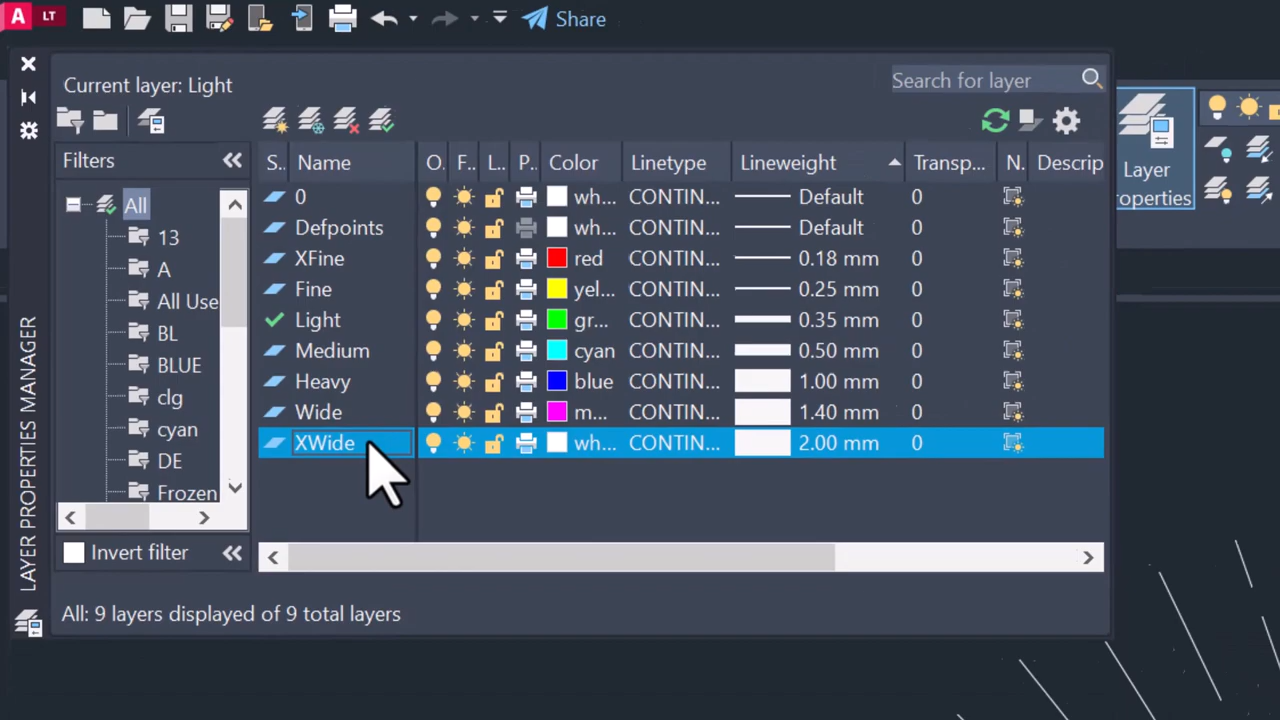 A LT Share
Current layer: Light
Search for layer
Filters
All
13
A
All Use
BL
BLUE
clg
cyan
DE
Frozen
Invert filter
S.. Name O. F.. L.. P.. Color Linetype Lineweight Transp... N. Descrip
0 wh... CONTIN... Default 0
Defpoints wh... CONTIN... Default 0
XFine red CONTIN... 0.18 mm 0
Fine yel... CONTIN... 0.25 mm 0
Light gr... CONTIN... 0.35 mm 0
Medium cyan CONTIN... 0.50 mm 0
Heavy blue CONTIN... 1.00 mm 0
Wide m... CONTIN... 1.40 mm 0
XWide wh... CONTIN... 2.00 mm 0
All: 9 layers displayed of 9 total layers
LAYER PROPERTIES MANAGER
Layer
roperties